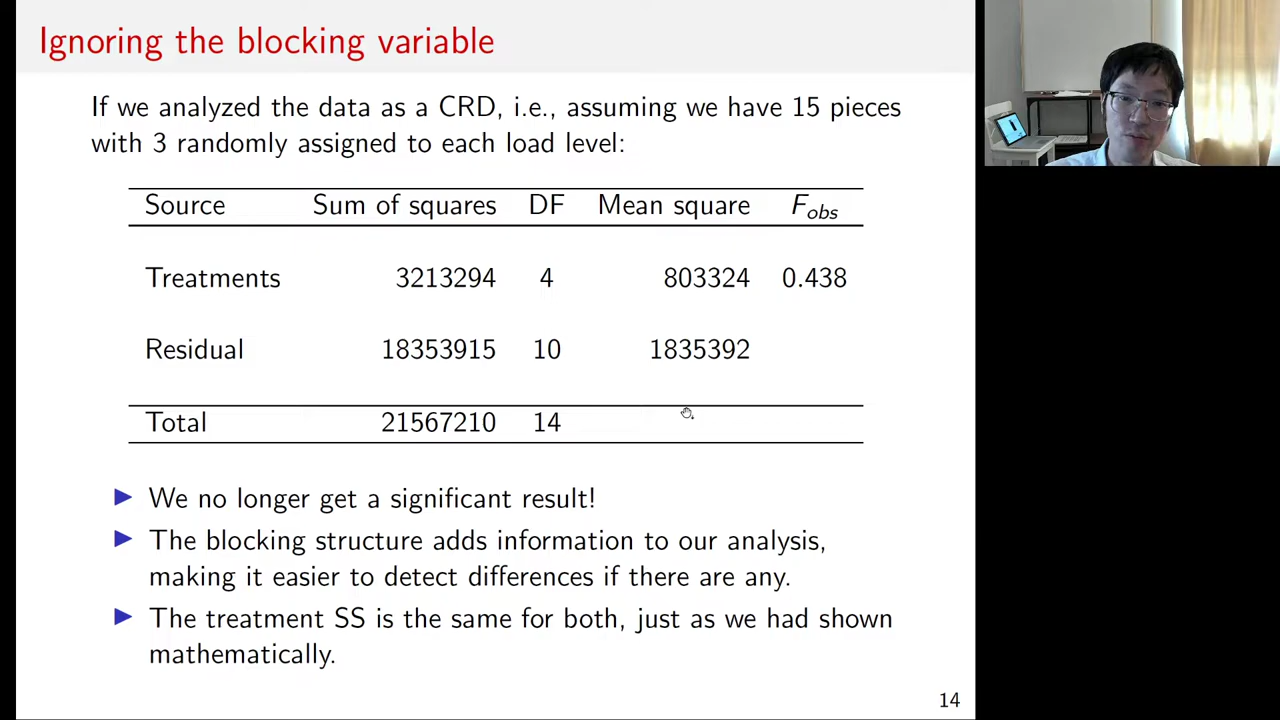 Ignoring the blocking variable
If we analyzed the data as a CRD, i.e., assuming we have 15 pieces
with 3 randomly assigned to each load level:
Source Sum of squares DF Mean square F_obs
Treatments 3213294 4 803324 0.438
Residual 18353915 10 1835392
Total 21567210 14
▶ We no longer get a significant result!
▶ The blocking structure adds information to our analysis,
making it easier to detect differences if there are any.
▶ The treatment SS is the same for both, just as we had shown
mathematically.
14